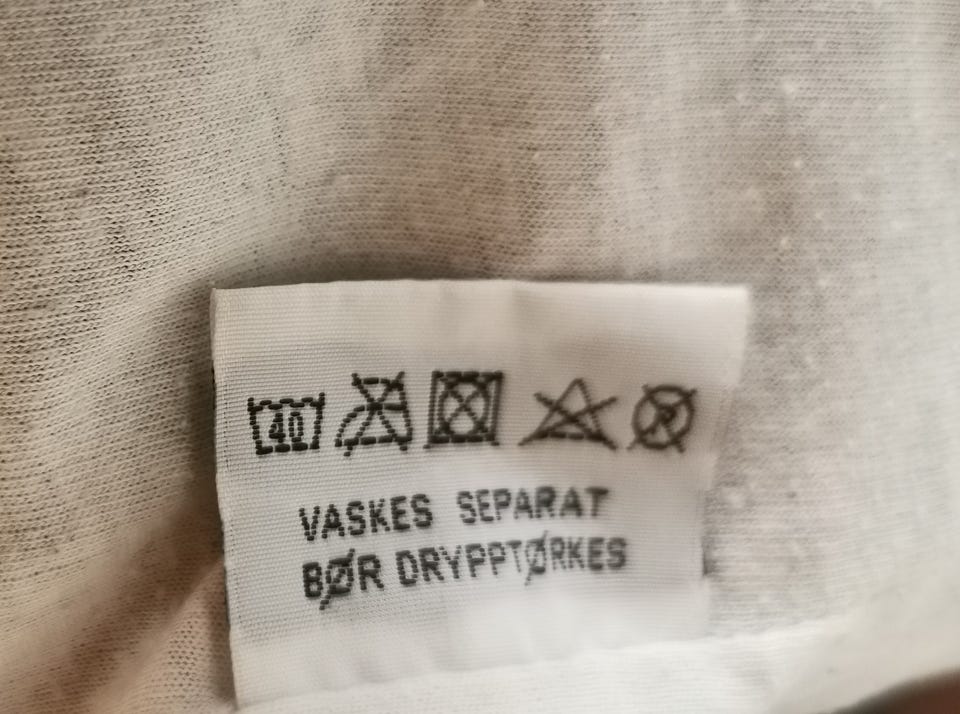 40
VASKES SEPARAT
BØR DRYPPTØRKES